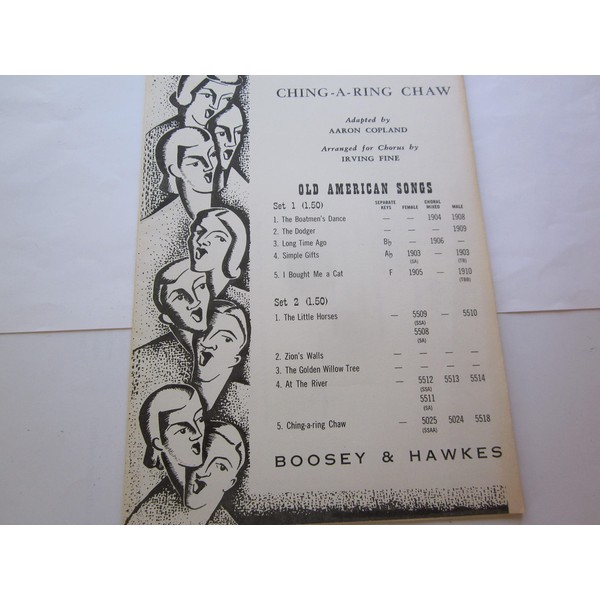 CHING-A-RING CHAW
Adapted by
AARON COPLAND
Arranged for Chorus by
IRVING FINE
OLD AMERICAN SONGS
Set 1 (1.50) SEPARATE KEYS FEMALE CHORAL MIXED MALE
1. The Boatmen's Dance — — 1904 1908
2. The Dodger — — — 1909
3. Long Time Ago B♭ — 1906 —
4. Simple Gifts A♭ 1903 — 1903
(SA) (TB)
5. I Bought Me a Cat F 1905 — 1910
(TBB)
Set 2 (1.50)
1. The Little Horses — 5509 — 5510
(SSA)
5508
(SA)
2. Zion's Walls — — — —
3. The Golden Willow Tree — — — —
4. At The River — 5512 5513 5514
(SSA)
5511
(SA)
5. Ching-a-ring Chaw — 5025 5024 5518
(SSAA)
BOOSEY & HAWKES